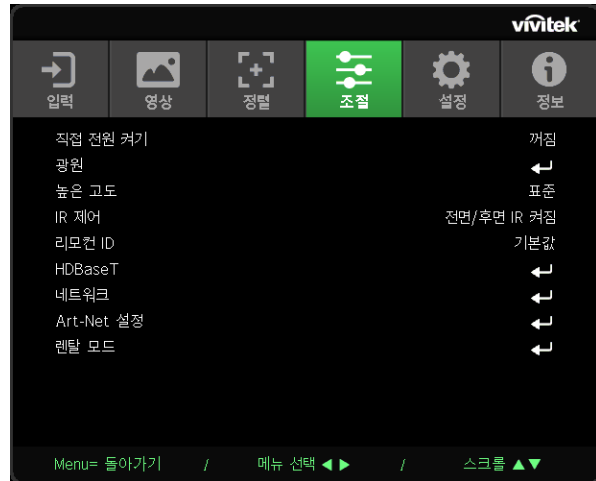 vivitek
입력 영상 정렬 조절 설정 정보
직접 전원 켜기 꺼짐
광원
높은 고도 표준
IR 제어 전면/후면 IR 켜짐
리모컨 ID 기본값
HDBaseT
네트워크
Art-Net 설정
렌탈 모드
Menu= 돌아가기 / 메뉴 선택 ◀ ▶ / 스크롤 ▲▼